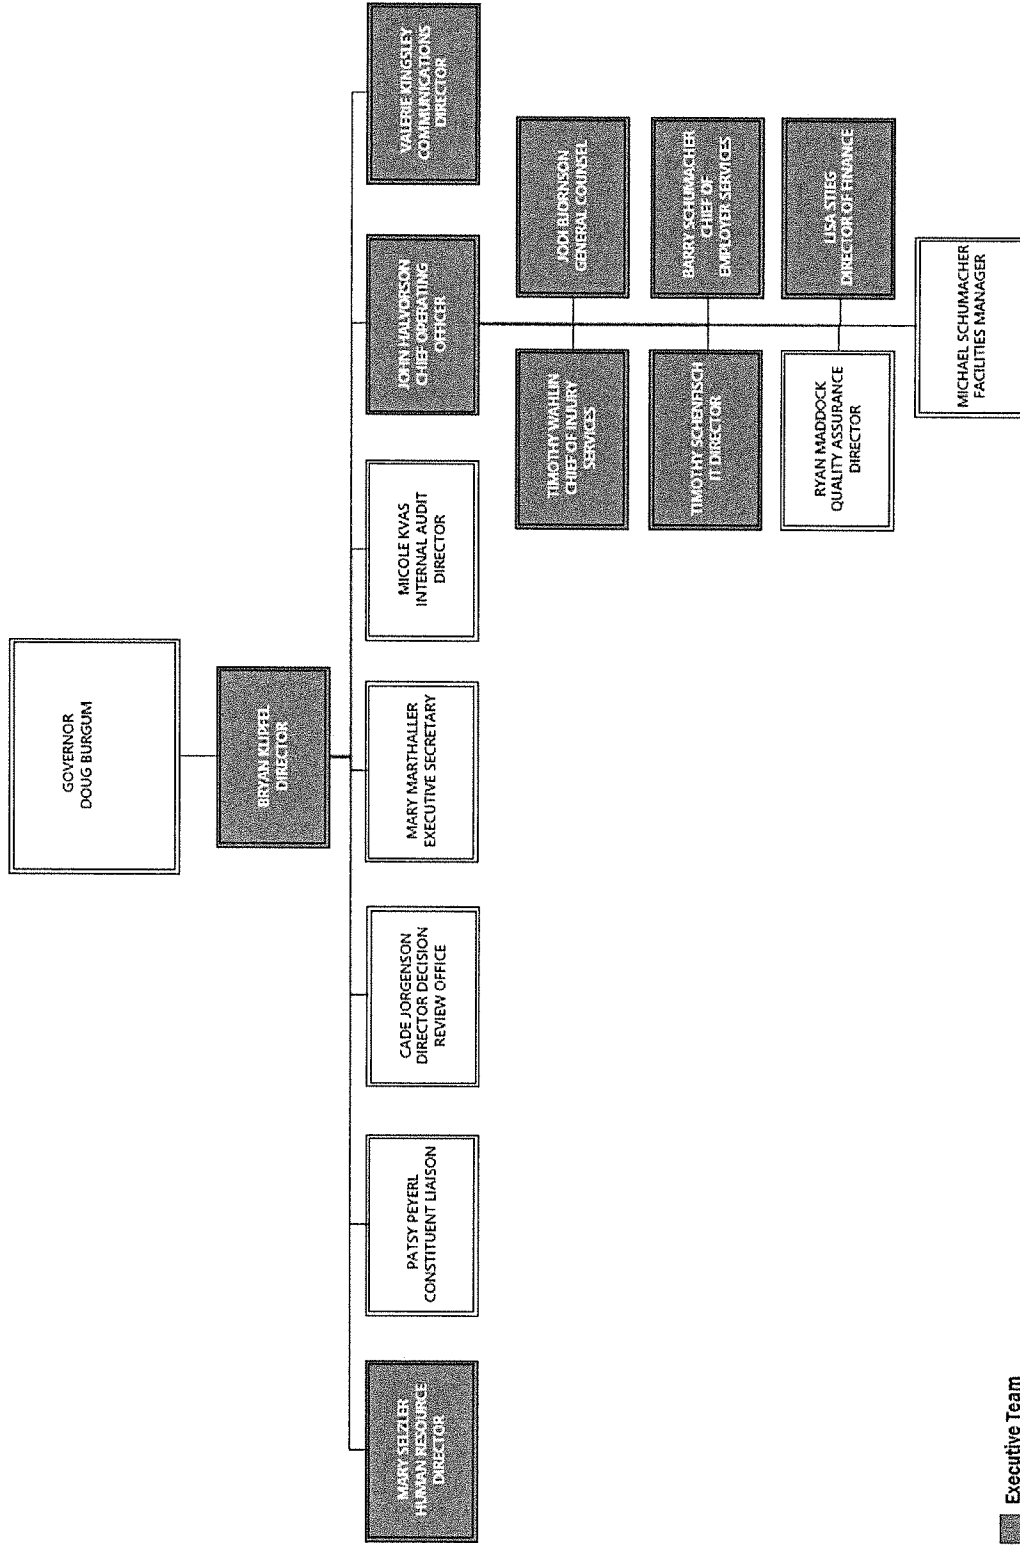 GOVERNOR
DOUG BURGUM
BRYAN KLIPFEL
DIRECTOR
MARY SELZLER
HUMAN RESOURCE
DIRECTOR
PATSY PEYERL
CONSTITUENT LIAISON
CADE JORGENSON
DIRECTOR DECISION
REVIEW OFFICE
MARY MARTHALLER
EXECUTIVE SECRETARY
MICOLE KVAS
INTERNAL AUDIT
DIRECTOR
JOHN HALVORSON
CHIEF OPERATING
OFFICER
VALERIE KINGSLEY
COMMUNICATIONS
DIRECTOR
TIMOTHY WAHLIN
CHIEF OF INJURY
SERVICES
JODI BJORNSON
GENERAL COUNSEL
TIMOTHY SCHENFISCH
IT DIRECTOR
BARRY SCHUMACHER
CHIEF OF
EMPLOYER SERVICES
RYAN MADDOCK
QUALITY ASSURANCE
DIRECTOR
LISA STIEG
DIRECTOR OF FINANCE
MICHAEL SCHUMACHER
FACILITIES MANAGER
Executive Team